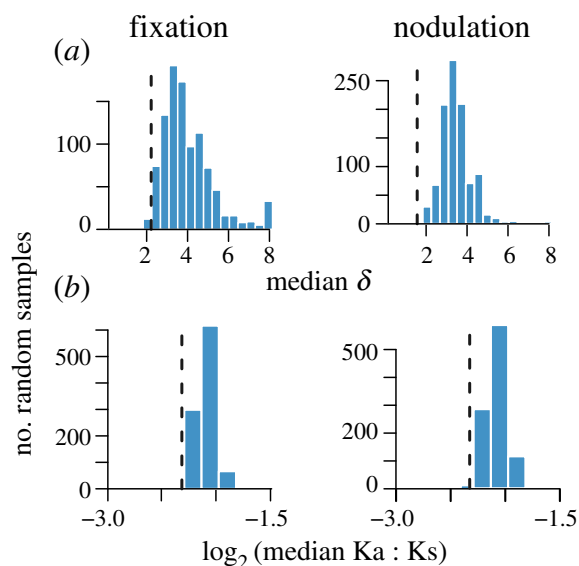 fixation nodulation
(a)
100
0
2 4 6 8
250
100
0
2 4 6 8
median δ
no. random samples
(b)
500
200
0
−3.0 −1.5
500
200
0
−3.0 −1.5
log2 (median Ka : Ks)